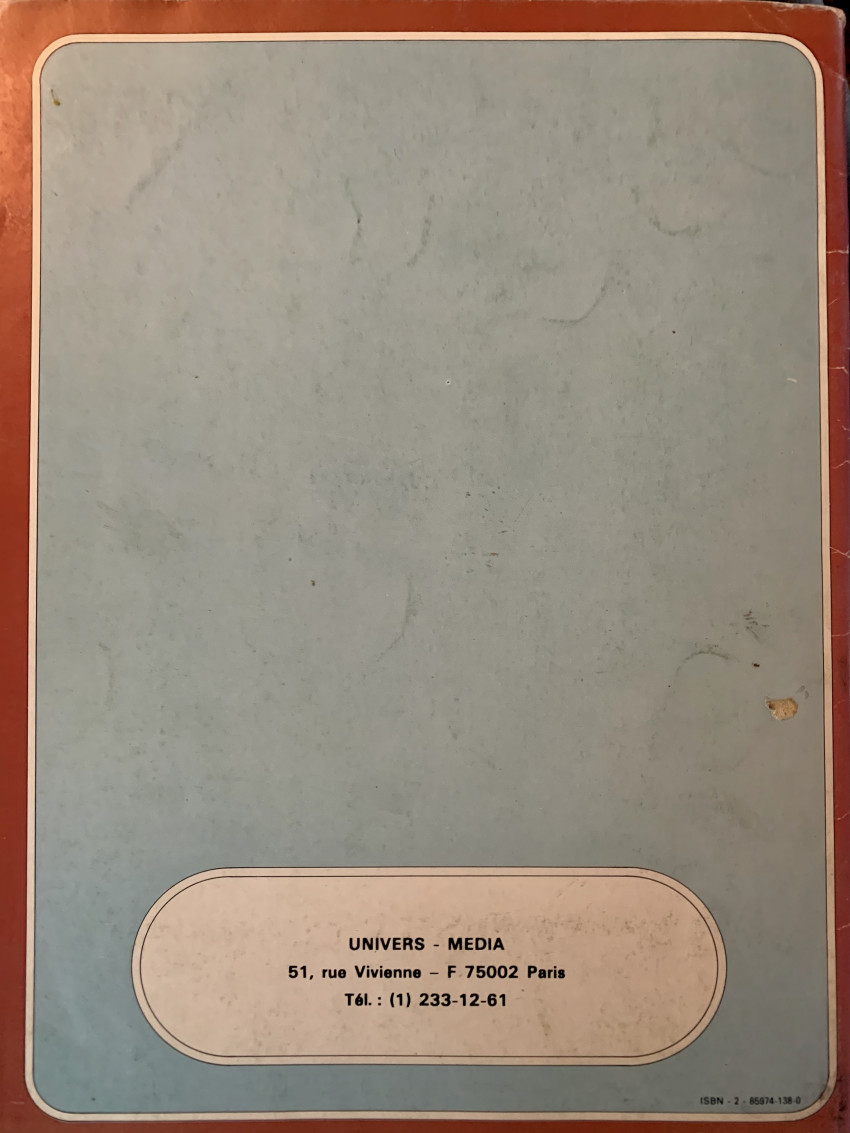 UNIVERS - MEDIA
51, rue Vivienne – F 75002 Paris
Tél. : (1) 233-12-61
ISBN - 2 - 85974-138-0